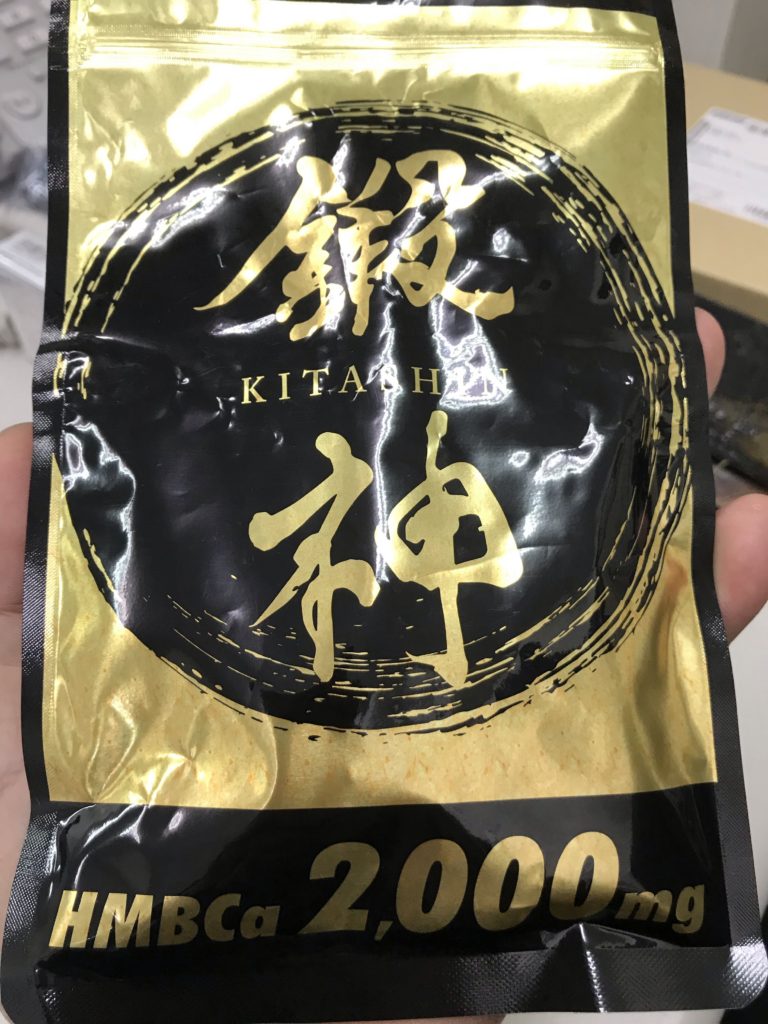 鍛
KITASHIN
神
HMBCa 2,000mg